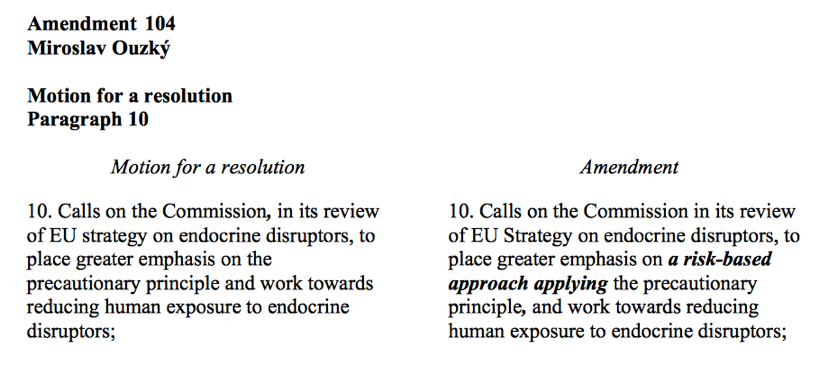 Amendment 104
Miroslav Ouzký
Motion for a resolution
Paragraph 10
Motion for a resolution
10. Calls on the Commission, in its review
of EU strategy on endocrine disruptors, to
place greater emphasis on the
precautionary principle and work towards
reducing human exposure to endocrine
disruptors;
Amendment
10. Calls on the Commission in its review
of EU Strategy on endocrine disruptors, to
place greater emphasis on a risk-based
approach applying the precautionary
principle, and work towards reducing
human exposure to endocrine disruptors;